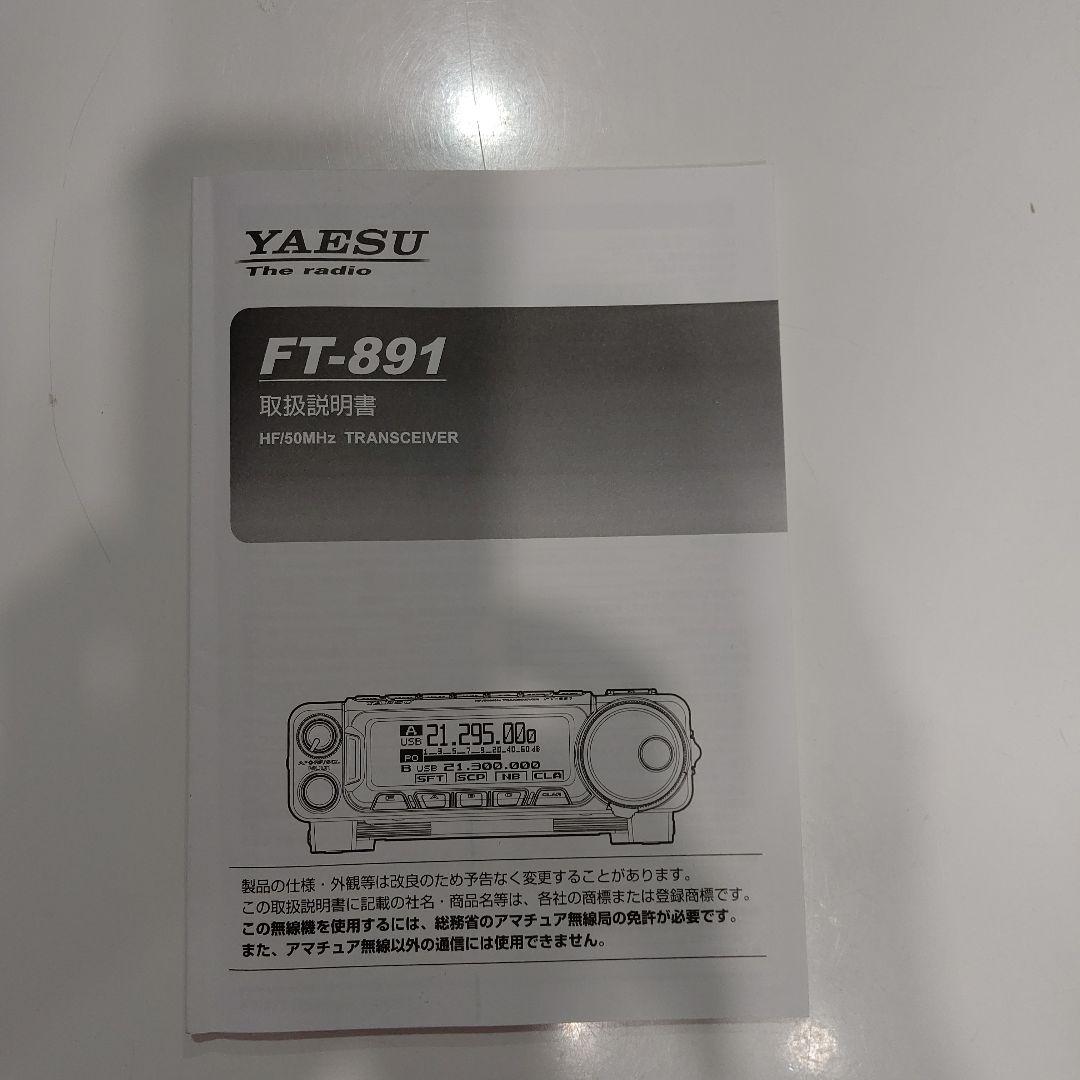 YAESU
The radio
FT-891
取扱説明書
HF/50MHz TRANSCEIVER
A 21.295.000
USB
1__3__5__7__9__20__40__60dB
PO
B USB 21.300.000
SFT SCP NB CLA
製品の仕様・外観等は改良のため予告なく変更することがあります。
この取扱説明書に記載の社名・商品名等は、各社の商標または登録商標です。
この無線機を使用するには、総務省のアマチュア無線局の免許が必要です。
また、アマチュア無線以外の通信には使用できません。